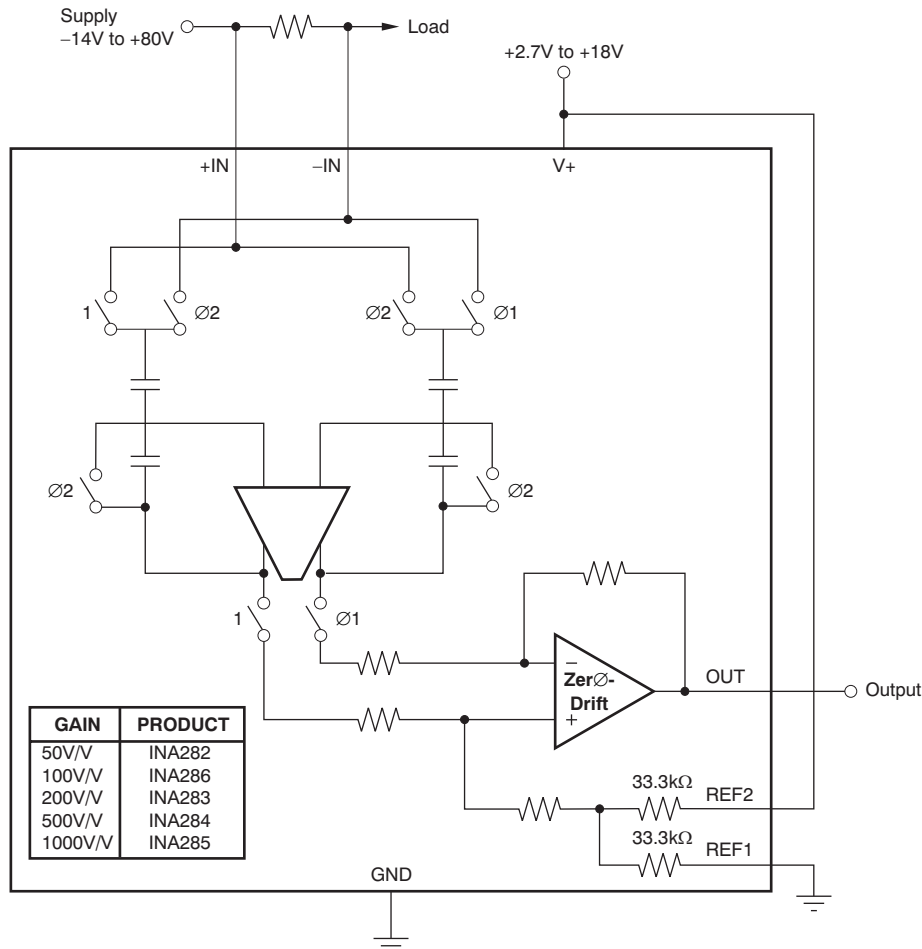 Supply
−14V to +80V
Load
+2.7V to +18V
+IN
−IN
V+
1
Ø2
Ø2
Ø1
Ø2
Ø2
1
Ø1
−
ZerØ-
Drift
+
OUT
Output
GAIN PRODUCT
50V/V INA282
100V/V INA286
200V/V INA283
500V/V INA284
1000V/V INA285
33.3kΩ
REF2
33.3kΩ
REF1
GND